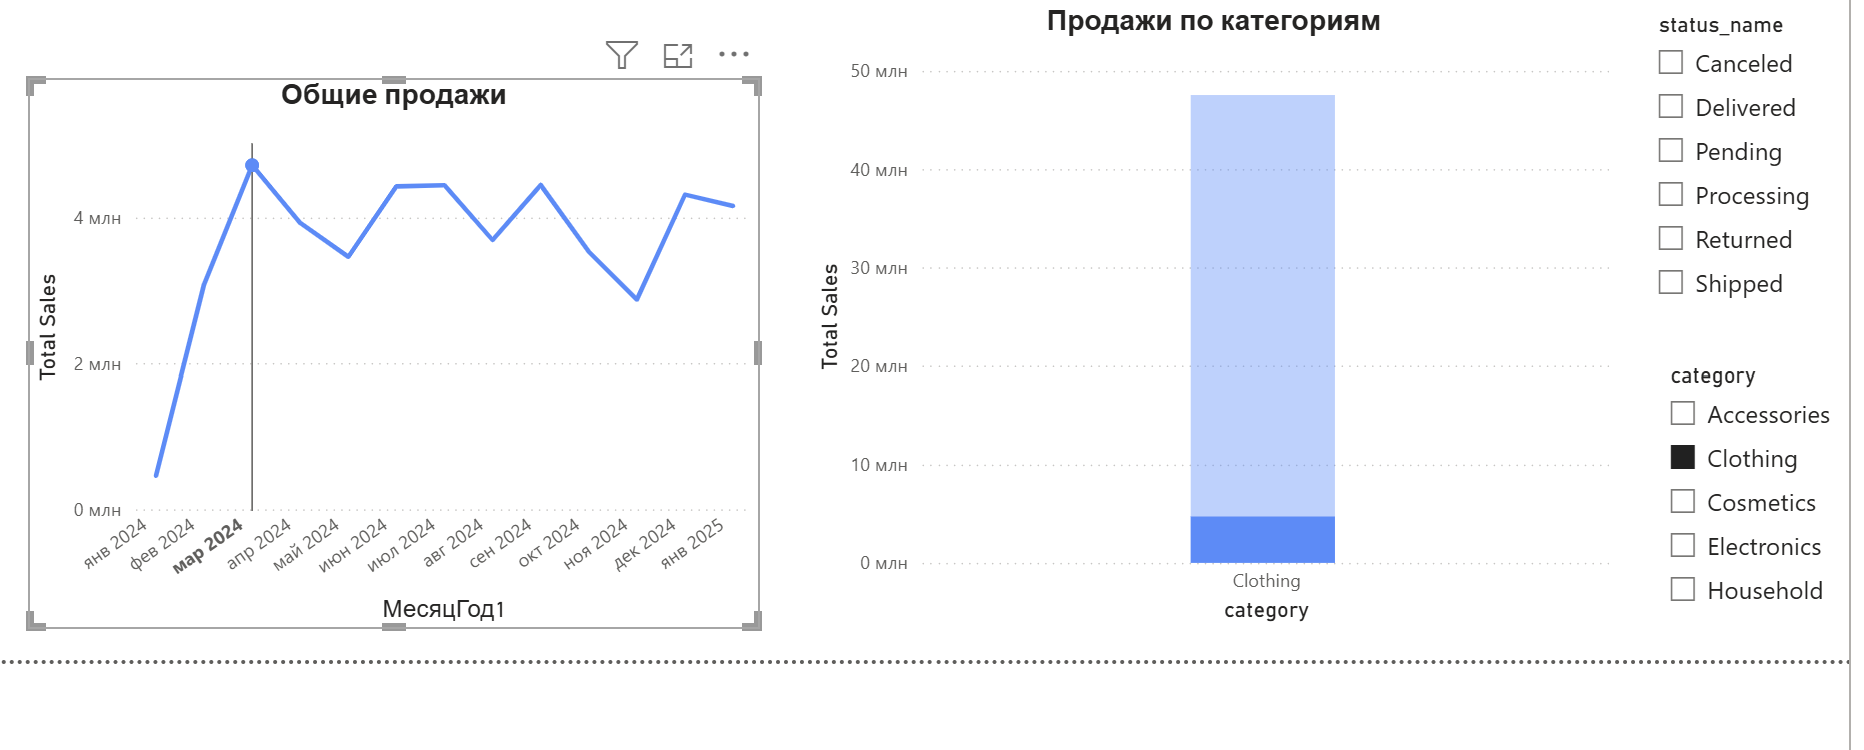 Общие продажи
Total Sales
4 млн
2 млн
0 млн
янв 2024
фев 2024
мар 2024
апр 2024
май 2024
июн 2024
июл 2024
авг 2024
сен 2024
окт 2024
ноя 2024
дек 2024
янв 2025
МесяцГод1
Продажи по категориям
Total Sales
50 млн
40 млн
30 млн
20 млн
10 млн
0 млн
Clothing
category
status_name
Canceled
Delivered
Pending
Processing
Returned
Shipped
category
Accessories
Clothing
Cosmetics
Electronics
Household